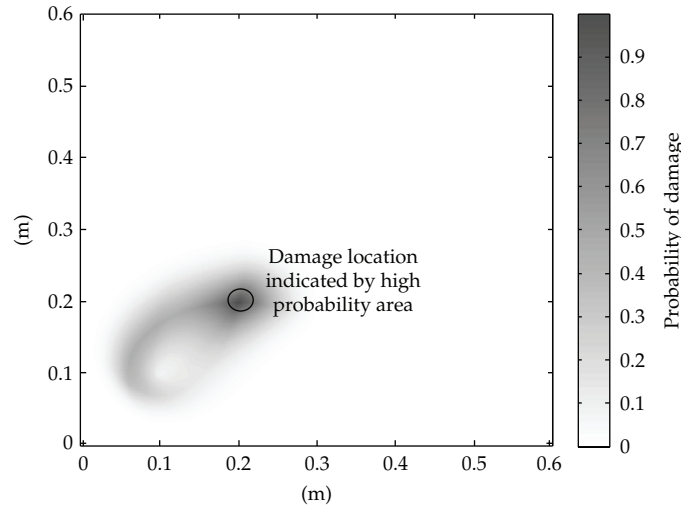 0.6
0.5
0.4
0.3
0.2
0.1
0
(m)
Damage location
indicated by high
probability area
0 0.1 0.2 0.3 0.4 0.5 0.6
(m)
0.9
0.8
0.7
0.6
0.5
0.4
0.3
0.2
0.1
0
Probability of damage